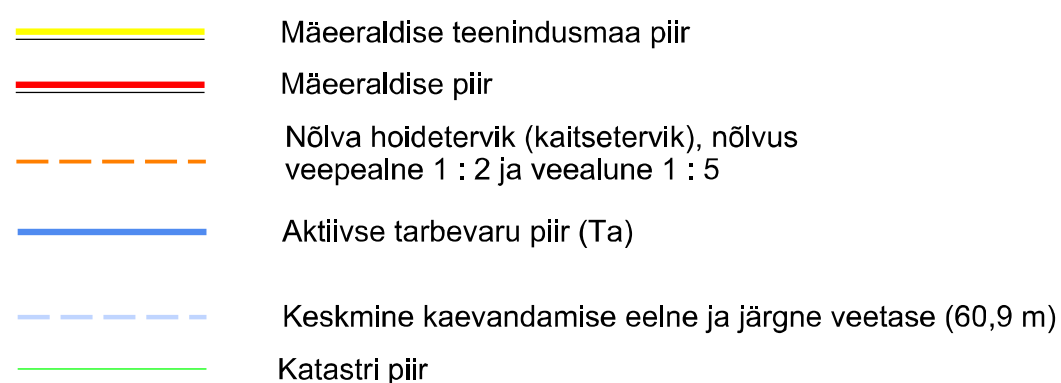 Mäeeraldise teenindusmaa piir
Mäeeraldise piir
Nõlva hoidetervik (kaitsetervik), nõlvus
veepealne 1 : 2 ja veealune 1 : 5
Aktiivse tarbevaru piir (Ta)
Keskmine kaevandamise eelne ja järgne veetase (60,9 m)
Katastri piir